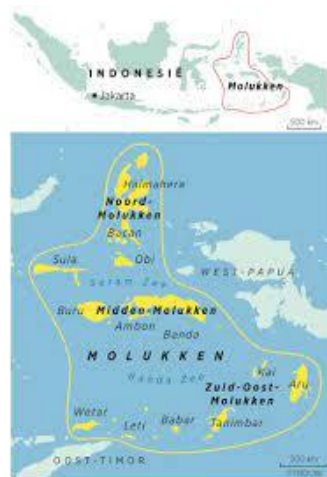 INDONESIË
Jakarta
Molukken
500 km
Halmahera
Noord-
Molukken
Bacan
Sula
Obi
Seram Zee
WEST-PAPUA
Buru
Midden-Molukken
Ambon
Banda
MOLUKKEN
Banda Zee
Kai
Aru
Zuid-Oost-
Molukken
Wetar
Leti
Babar
Tanimbar
OOST-TIMOR
200 km